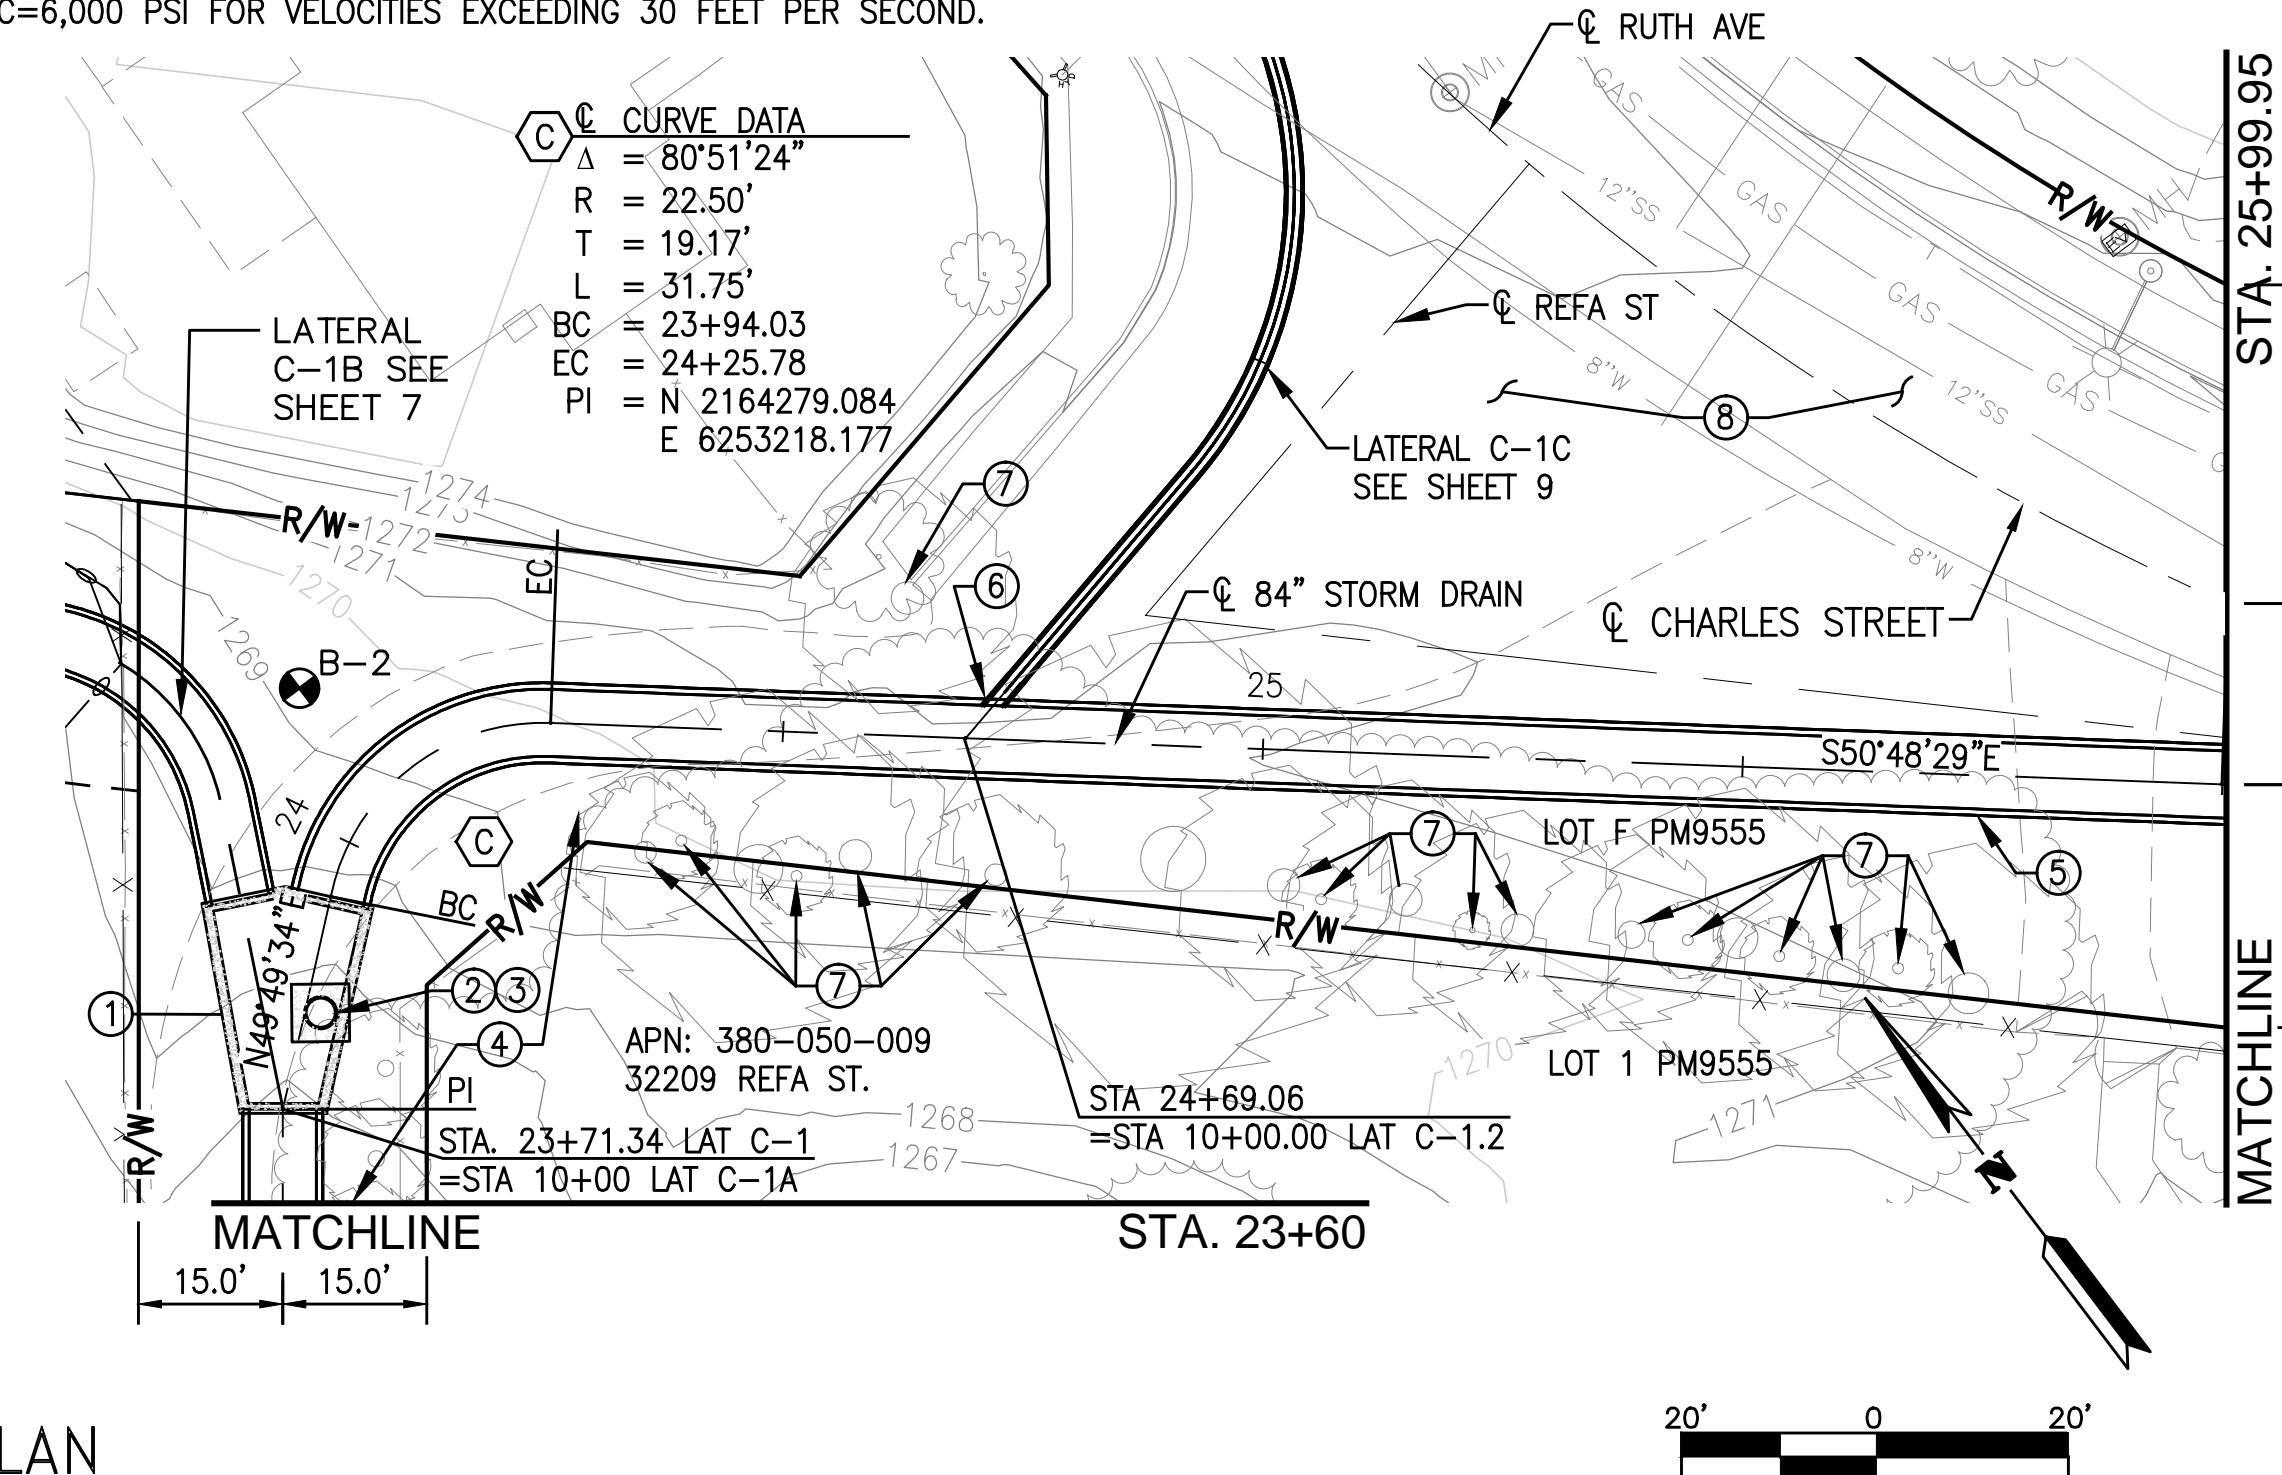 C=6,000 PSI FOR VELOCITIES EXCEEDING 30 FEET PER SECOND.
℄ RUTH AVE
C
℄ CURVE DATA
Δ = 80°51'24"
R = 22.50'
T = 19.17'
L = 31.75'
BC = 23+94.03
EC = 24+25.78
PI = N 2164279.084
E 6253218.177
LATERAL
C-1B SEE
SHEET 7
MH
GAS
12"SS
GAS
R/W
MH
STA. 25+99.95
℄ REFA ST
GAS
8"W
GAS
12"SS
8
LATERAL C-1C
SEE SHEET 9
7
1274
1273
R/W
1272
1271
1270
1269
EC
6
℄ 84" STORM DRAIN
8"W
℄ CHARLES STREET
B-2
25
S50°48'29"E
24
C
7
LOT F PM9555
7
5
BC
R/W
R/W
N49°49'34"E
1
2
3
7
4
APN: 380-050-009
32209 REFA ST.
1270
LOT 1 PM9555
PI
STA 24+69.06
=STA 10+00.00 LAT C-1.2
1268
1267
1271
R/W
STA. 23+71.34 LAT C-1
=STA 10+00 LAT C-1A
N
MATCHLINE
MATCHLINE
STA. 23+60
15.0'
15.0'
20'
0
20'
LAN